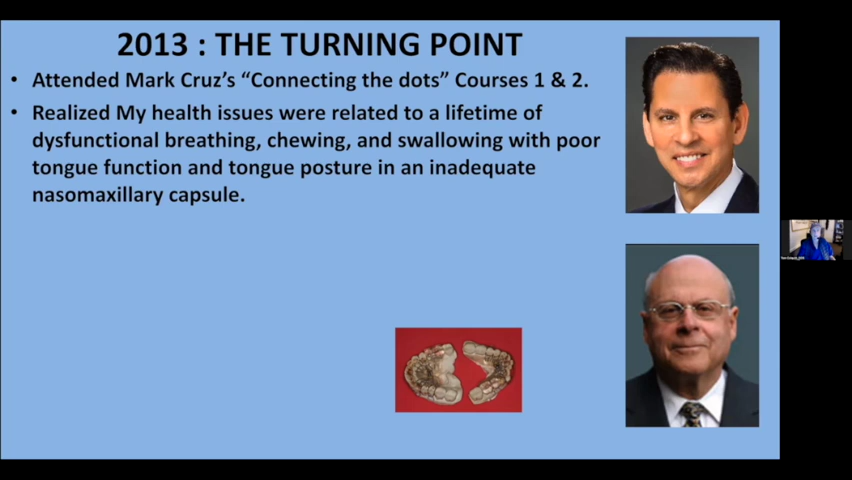 2013 : THE TURNING POINT
• Attended Mark Cruz's “Connecting the dots” Courses 1 & 2.
• Realized My health issues were related to a lifetime of
dysfunctional breathing, chewing, and swallowing with poor
tongue function and tongue posture in an inadequate
nasomaxillary capsule.